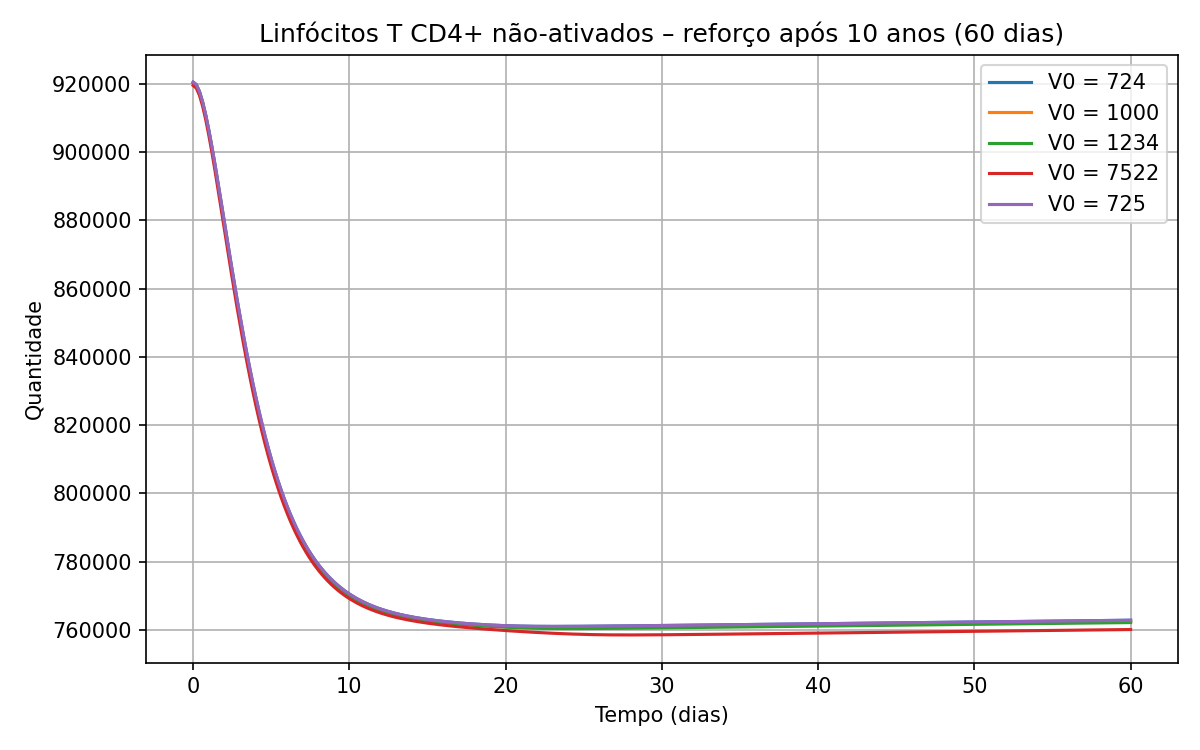 Linfócitos T CD4+ não-ativados – reforço após 10 anos (60 dias)
V0 = 724
V0 = 1000
V0 = 1234
V0 = 7522
V0 = 725
Quantidade
920000
900000
880000
860000
840000
820000
800000
780000
760000
0 10 20 30 40 50 60
Tempo (dias)